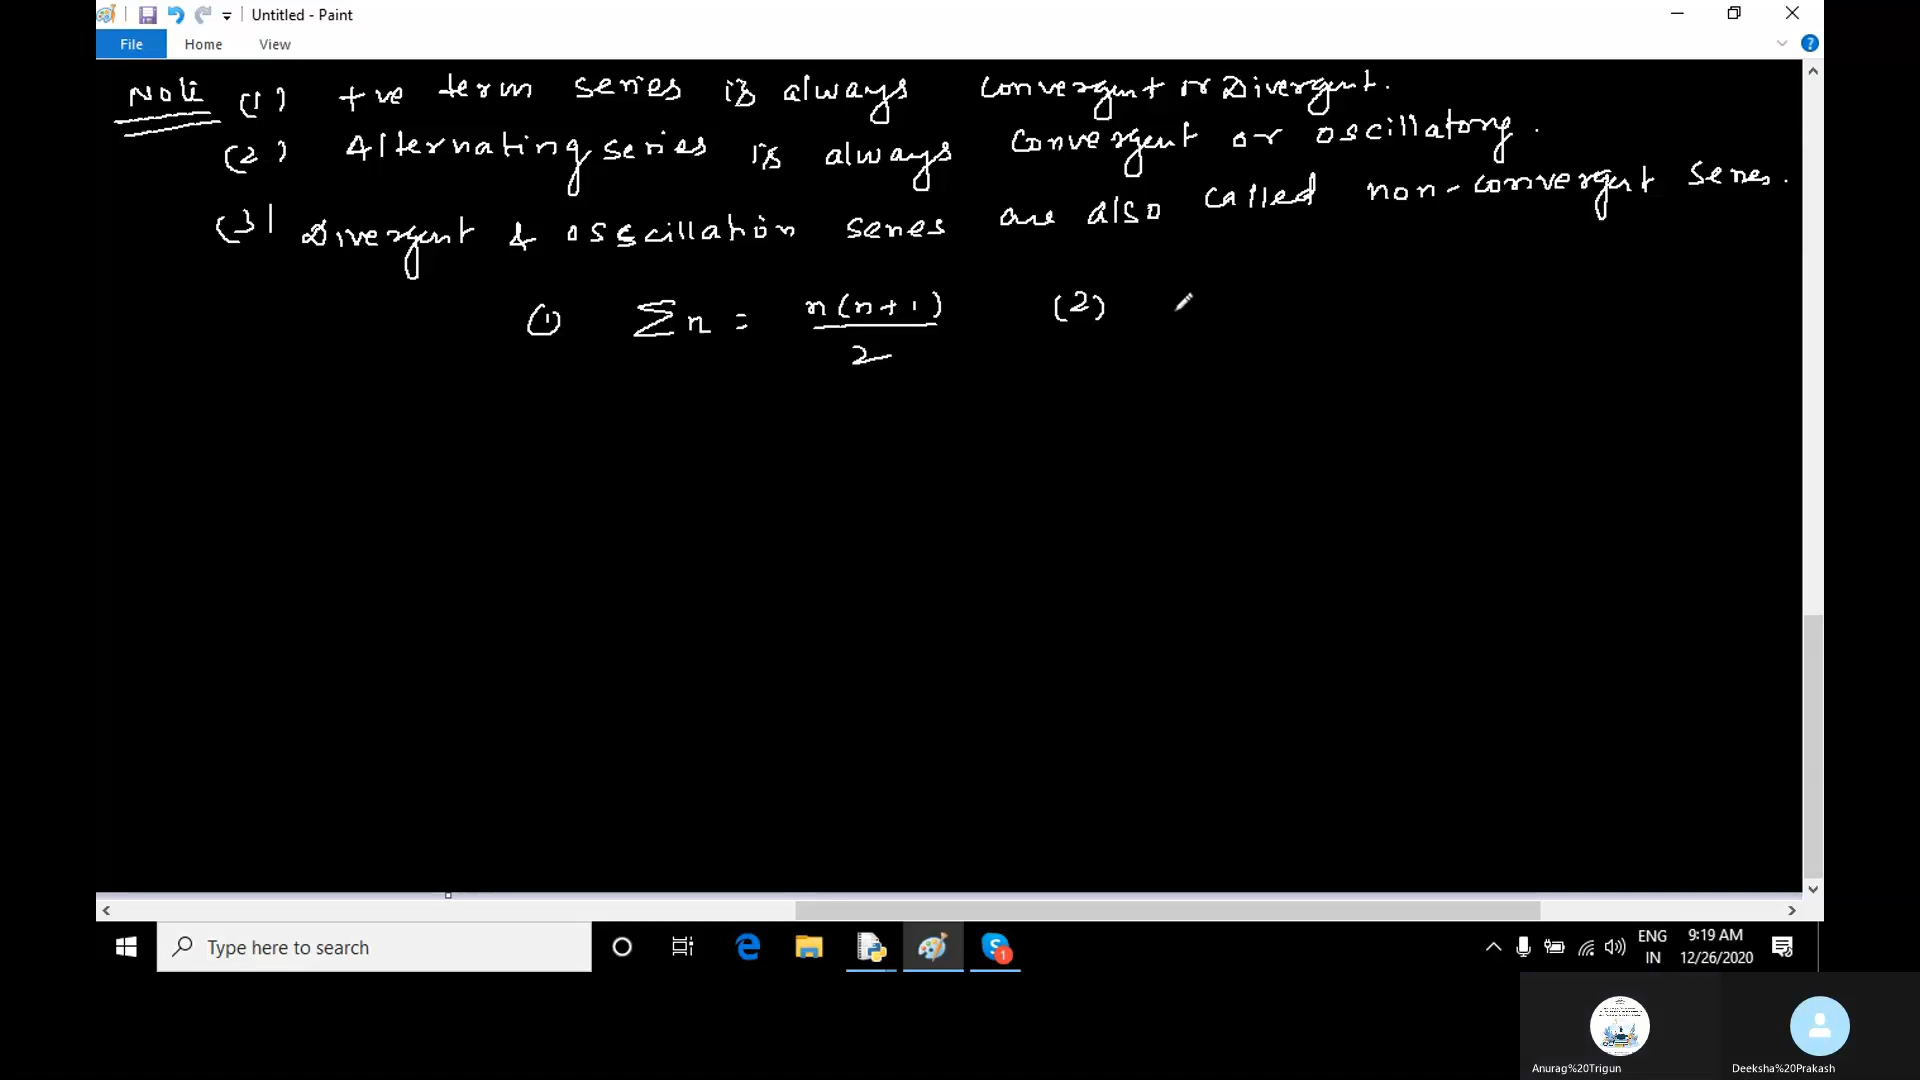 Untitled - Paint
File Home View
Note (1) +ve term series is always convergent or Divergent.
(2) Alternating series is always convergent or oscillatory.
(3) Divergent & osscillation series are also called non-convergent series.
① ∑n = n(n+1)/2 (2)
Type here to search
1
ENG 9:19 AM
IN 12/26/2020
Anurag%20Trigun Deeksha%20Prakash